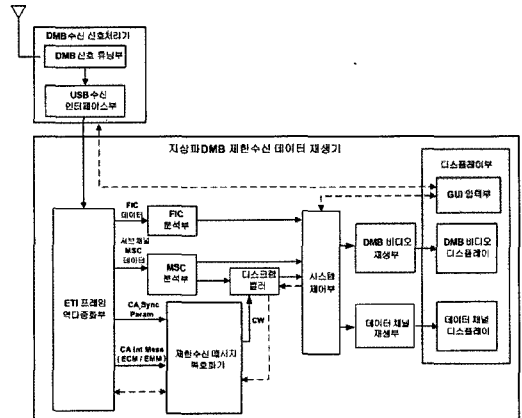 DMB수신 신호처리기
DMB 신호 튜닝부
USB 수신
인터페이스부
지상파DMB 제한수신 데이터 재생기
디스플레이부
GUI 입력부
FIC
데이터
FIC
분석부
서브채널
MSC
데이터
MSC
분석부
디스크램
블러
시스템
제어부
DMB 비디오
재생부
DMB 비디오
디스플레이
ETI 프레임
역다중화부
CA Sync
Param
CW
제한수신 메시지
복호화기
데이터 채널
재생부
데이터 채널
디스플레이
CA Int Mess
( ECM / EMM )